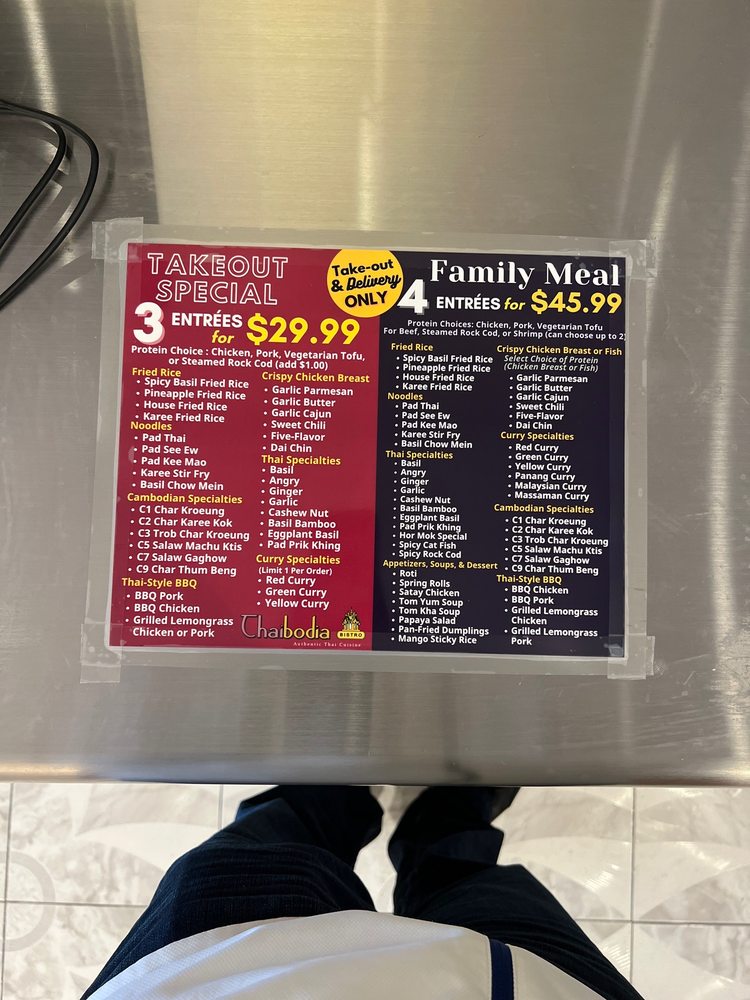 TAKEOUT
SPECIAL
3 ENTRÉES
for $29.99
Protein Choice : Chicken, Pork, Vegetarian Tofu,
or Steamed Rock Cod (add $1.00)
Fried Rice
• Spicy Basil Fried Rice
• Pineapple Fried Rice
• House Fried Rice
• Karee Fried Rice
Noodles
• Pad Thai
• Pad See Ew
• Pad Kee Mao
• Karee Stir Fry
• Basil Chow Mein
Cambodian Specialties
• C1 Char Kroeung
• C2 Char Karee Kok
• C3 Trob Char Kroeung
• C5 Salaw Machu Ktis
• C7 Salaw Gaghow
• C9 Char Thum Beng
Thai-Style BBQ
• BBQ Pork
• BBQ Chicken
• Grilled Lemongrass
Chicken or Pork
Crispy Chicken Breast
• Garlic Parmesan
• Garlic Butter
• Garlic Cajun
• Sweet Chili
• Five-Flavor
• Dai Chin
Thai Specialties
• Basil
• Angry
• Ginger
• Garlic
• Cashew Nut
• Basil Bamboo
• Eggplant Basil
• Pad Prik Khing
Curry Specialties
(Limit 1 Per Order)
• Red Curry
• Green Curry
• Yellow Curry
Thaibodia BISTRO
Authentic Thai Cuisine
Take-out
& Delivery
ONLY
Family Meal
4 ENTRÉES for $45.99
Protein Choices: Chicken, Pork, Vegetarian Tofu
For Beef, Steamed Rock Cod, or Shrimp (can choose up to 2)
Fried Rice
• Spicy Basil Fried Rice
• Pineapple Fried Rice
• House Fried Rice
• Karee Fried Rice
Noodles
• Pad Thai
• Pad See Ew
• Pad Kee Mao
• Karee Stir Fry
• Basil Chow Mein
Thai Specialties
• Basil
• Angry
• Ginger
• Garlic
• Cashew Nut
• Basil Bamboo
• Eggplant Basil
• Pad Prik Khing
• Hor Mok Special
• Spicy Cat Fish
• Spicy Rock Cod
Appetizers, Soups, & Dessert
• Roti
• Spring Rolls
• Satay Chicken
• Tom Yum Soup
• Tom Kha Soup
• Papaya Salad
• Pan-Fried Dumplings
• Mango Sticky Rice
Crispy Chicken Breast or Fish
Select Choice of Protein
(Chicken Breast or Fish)
• Garlic Parmesan
• Garlic Butter
• Garlic Cajun
• Sweet Chili
• Five-Flavor
• Dai Chin
Curry Specialties
• Red Curry
• Green Curry
• Yellow Curry
• Panang Curry
• Malaysian Curry
• Massaman Curry
Cambodian Specialties
• C1 Char Kroeung
• C2 Char Karee Kok
• C3 Trob Char Kroeung
• C5 Salaw Machu Ktis
• C7 Salaw Gaghow
• C9 Char Thum Beng
Thai-Style BBQ
• BBQ Chicken
• BBQ Pork
• Grilled Lemongrass
Chicken
• Grilled Lemongrass
Pork